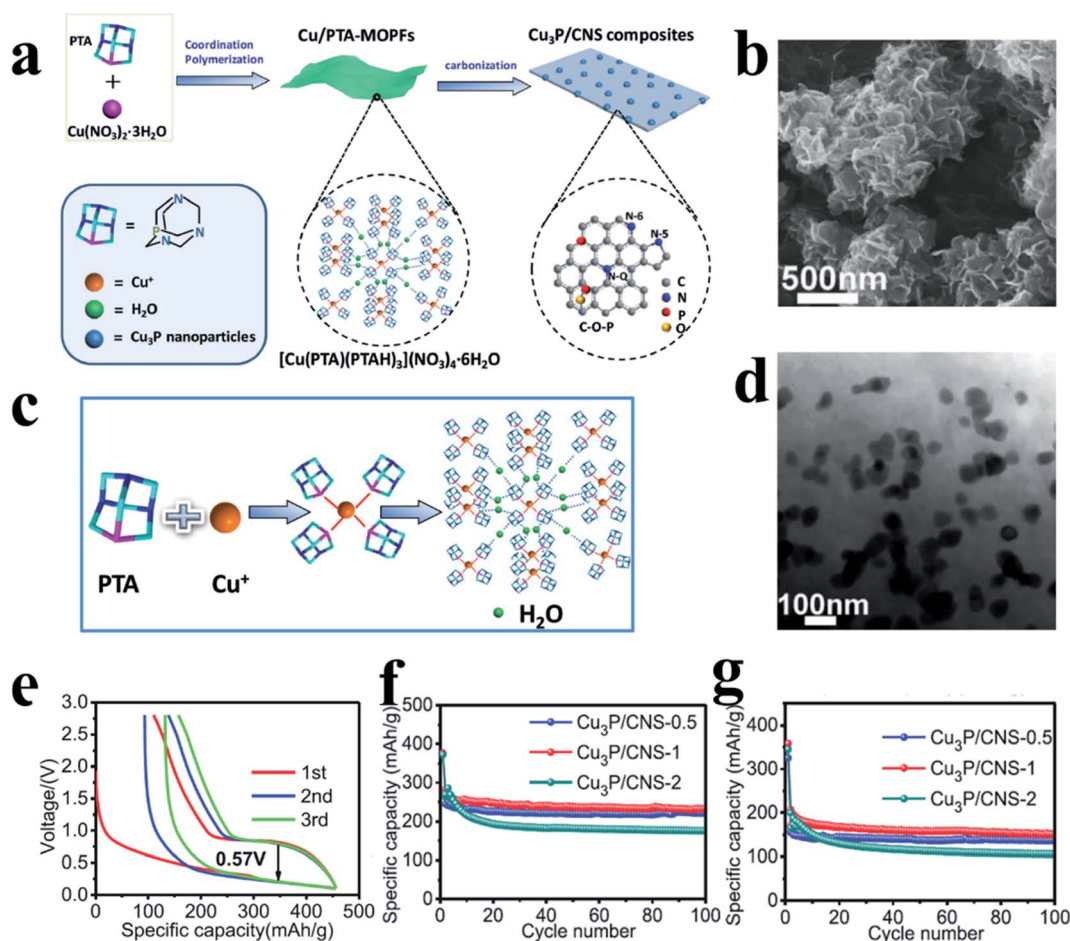 a
PTA
+
Cu(NO₃)₂·3H₂O
Coordination
Polymerization
Cu/PTA-MOPFs
carbonization
Cu₃P/CNS composites
=
N
P
N
N
= Cu⁺
= H₂O
= Cu₃P nanoparticles
[Cu(PTA)(PTAH)₃](NO₃)₄·6H₂O
N-6
N-5
N-Q
C-O-P
C
N
P
O
b
500nm
c
PTA
Cu⁺
H₂O
d
100nm
e
Voltage/(V)
3.0
2.5
2.0
1.5
1.0
0.5
0.0
1st
2nd
3rd
0.57V
0 100 200 300 400 500
Specific capacity(mAh/g)
f
Specific capacity (mAh/g)
500
400
300
200
100
0
Cu₃P/CNS-0.5
Cu₃P/CNS-1
Cu₃P/CNS-2
0 20 40 60 80 100
Cycle number
g
Specific capacity (mAh/g)
400
300
200
100
0
Cu₃P/CNS-0.5
Cu₃P/CNS-1
Cu₃P/CNS-2
0 20 40 60 80 100
Cycle number